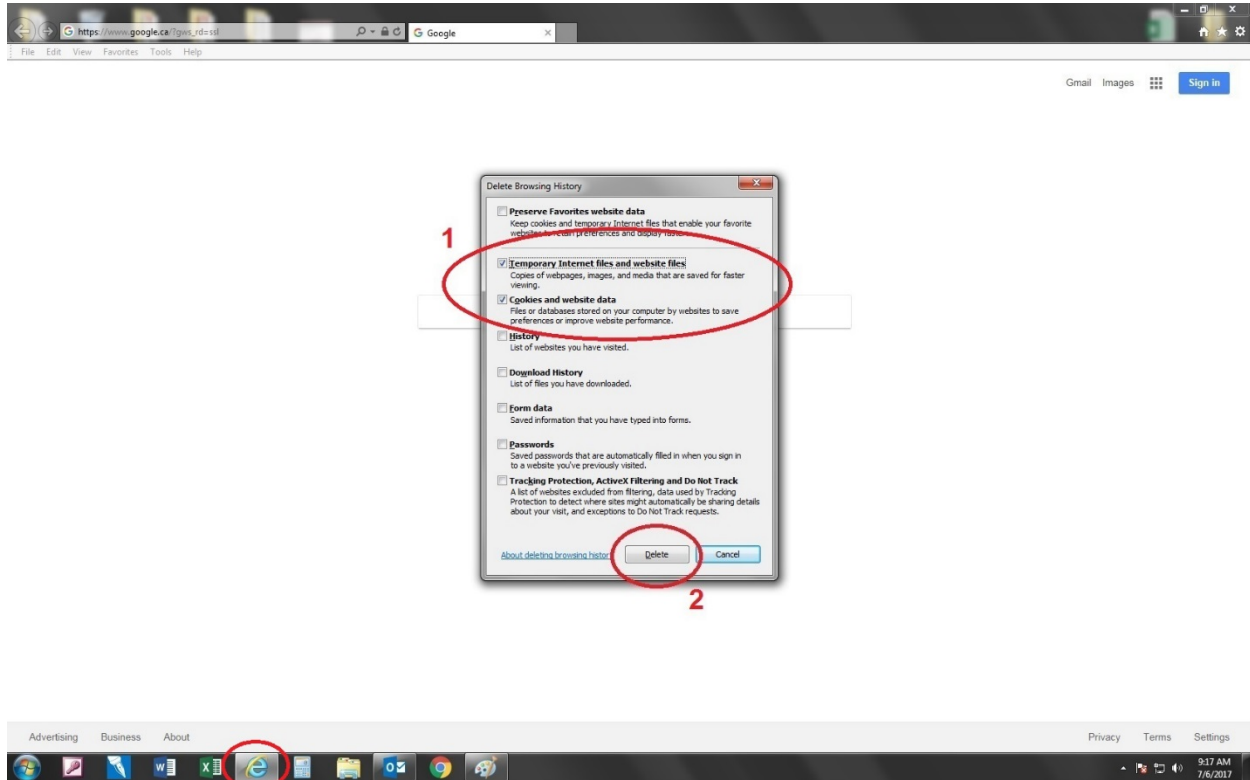 https://www.google.ca/?gws_rd=ssl
Google
File Edit View Favorites Tools Help
Gmail Images Sign in
Delete Browsing History
Preserve Favorites website data
Keep cookies and temporary Internet files that enable your favorite
websites to retain preferences and display faster.
1
Temporary Internet files and website files
Copies of webpages, images, and media that are saved for faster
viewing.
Cookies and website data
Files or databases stored on your computer by websites to save
preferences or improve website performance.
History
List of websites you have visited.
Download History
List of files you have downloaded.
Form data
Saved information that you have typed into forms.
Passwords
Saved passwords that are automatically filled in when you sign in
to a website you've previously visited.
Tracking Protection, ActiveX Filtering and Do Not Track
A list of websites excluded from filtering, data used by Tracking
Protection to detect where sites might automatically be sharing details
about your visit, and exceptions to Do Not Track requests.
About deleting browsing history Delete Cancel
2
Advertising Business About Privacy Terms Settings
9:17 AM
7/6/2017